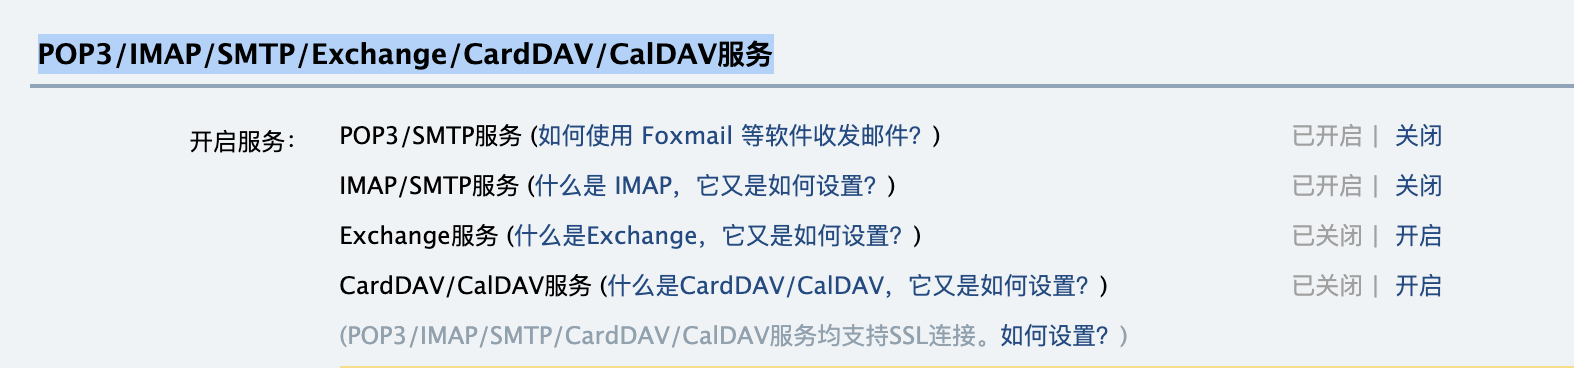 POP3/IMAP/SMTP/Exchange/CardDAV/CalDAV服务
开启服务： POP3/SMTP服务 (如何使用 Foxmail 等软件收发邮件？) 已开启 | 关闭
IMAP/SMTP服务 (什么是 IMAP，它又是如何设置？) 已开启 | 关闭
Exchange服务 (什么是Exchange，它又是如何设置？) 已关闭 | 开启
CardDAV/CalDAV服务 (什么是CardDAV/CalDAV，它又是如何设置？) 已关闭 | 开启
(POP3/IMAP/SMTP/CardDAV/CalDAV服务均支持SSL连接。如何设置？)